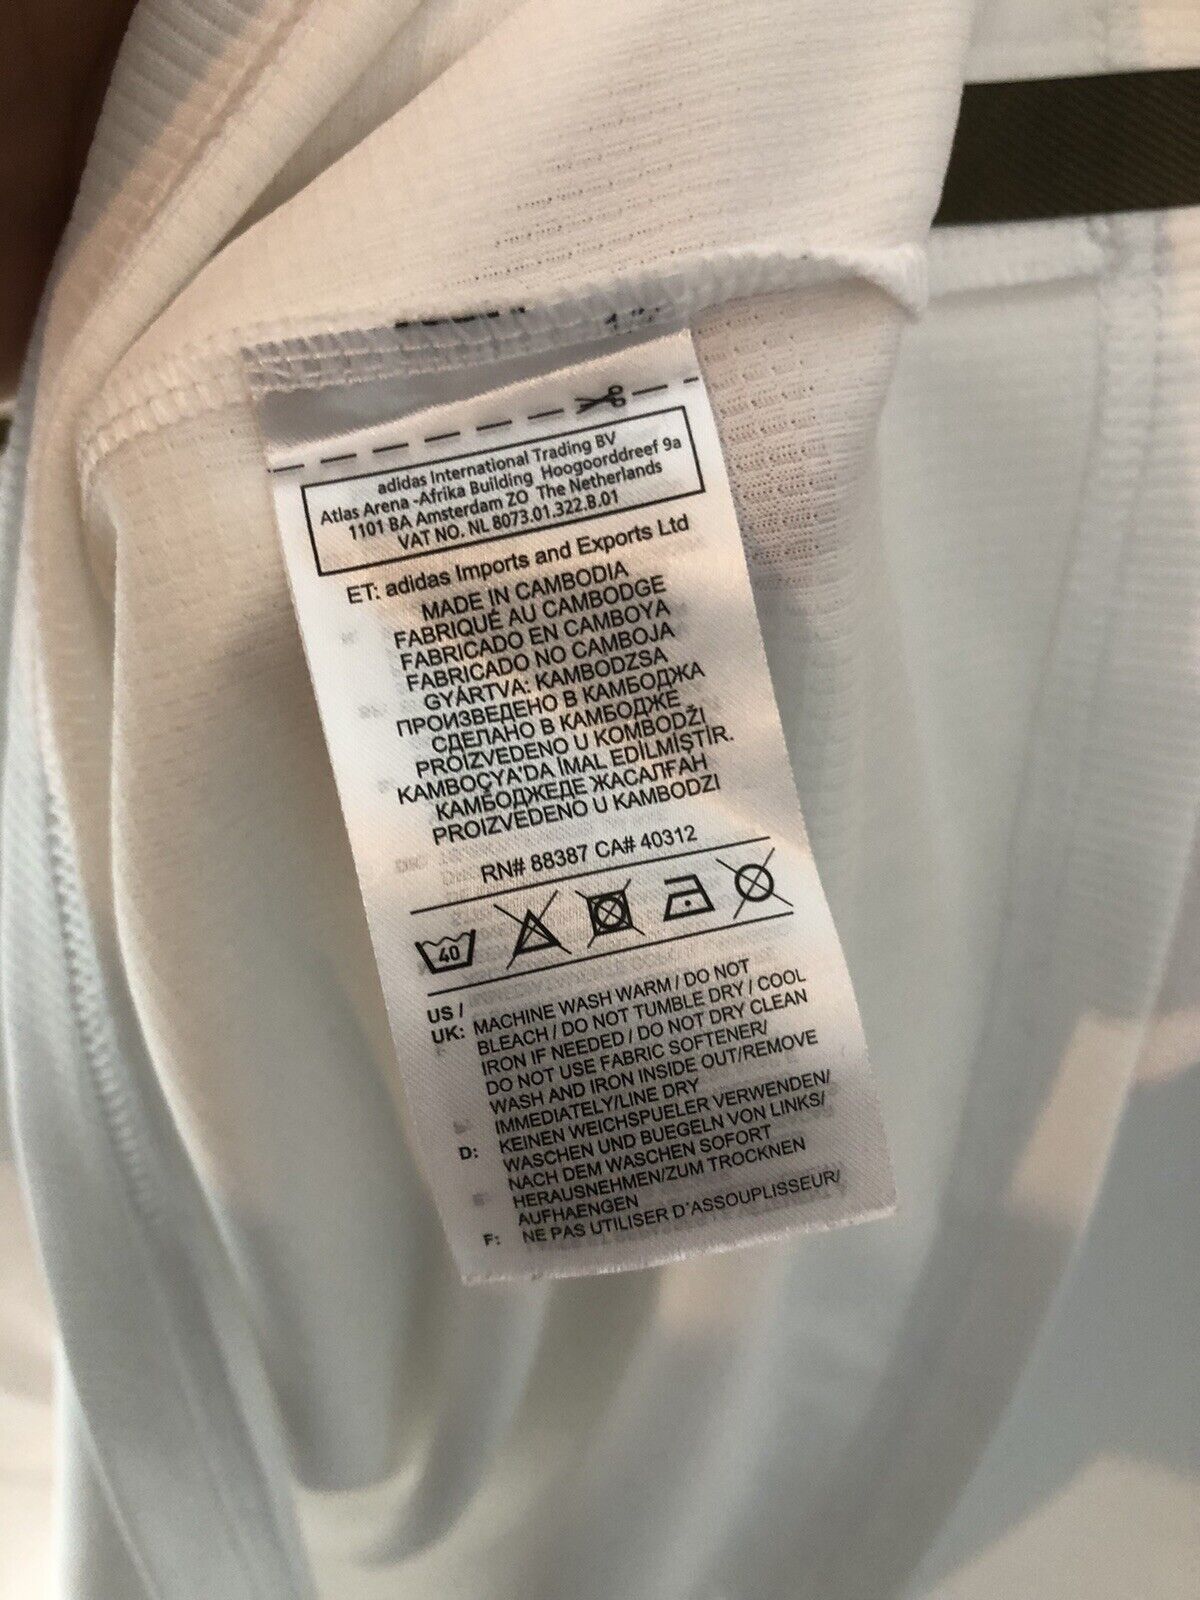 adidas International Trading BV
Atlas Arena -Afrika Building Hoogoorddreef 9a
1101 BA Amsterdam ZO The Netherlands
VAT NO. NL 8073.01.322.B.01
ET: adidas Imports and Exports Ltd
MADE IN CAMBODIA
FABRIQUÉ AU CAMBODGE
FABRICADO EN CAMBOYA
FABRICADO NO CAMBOJA
GYÁRTVA: KAMBODZSA
ПРОИЗВЕДЕНО В КАМБОДЖА
СДЕЛАНО В КАМБОДЖЕ
PROIZVEDENO U KOMBODŽI
KAMBOÇYA'DA İMAL EDİLMİŞTİR.
КАМБОДЖЕДЕ ЖАСАЛҒАН
PROIZVEDENO U KAMBODZI
RN# 88387 CA# 40312
40
US /
UK: MACHINE WASH WARM / DO NOT
BLEACH / DO NOT TUMBLE DRY / COOL
IRON IF NEEDED / DO NOT DRY CLEAN
DO NOT USE FABRIC SOFTENER/
WASH AND IRON INSIDE OUT/REMOVE
IMMEDIATELY/LINE DRY
D: KEINEN WEICHSPUELER VERWENDEN/
WASCHEN UND BUEGELN VON LINKS/
NACH DEM WASCHEN SOFORT
HERAUSNEHMEN/ZUM TROCKNEN
AUFHAENGEN
F: NE PAS UTILISER D'ASSOUPLISSEUR/